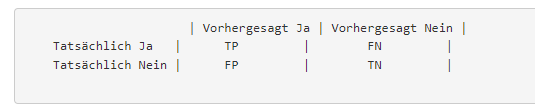 | Vorhergesagt Ja | Vorhergesagt Nein |
Tatsächlich Ja | TP | FN |
Tatsächlich Nein | FP | TN |